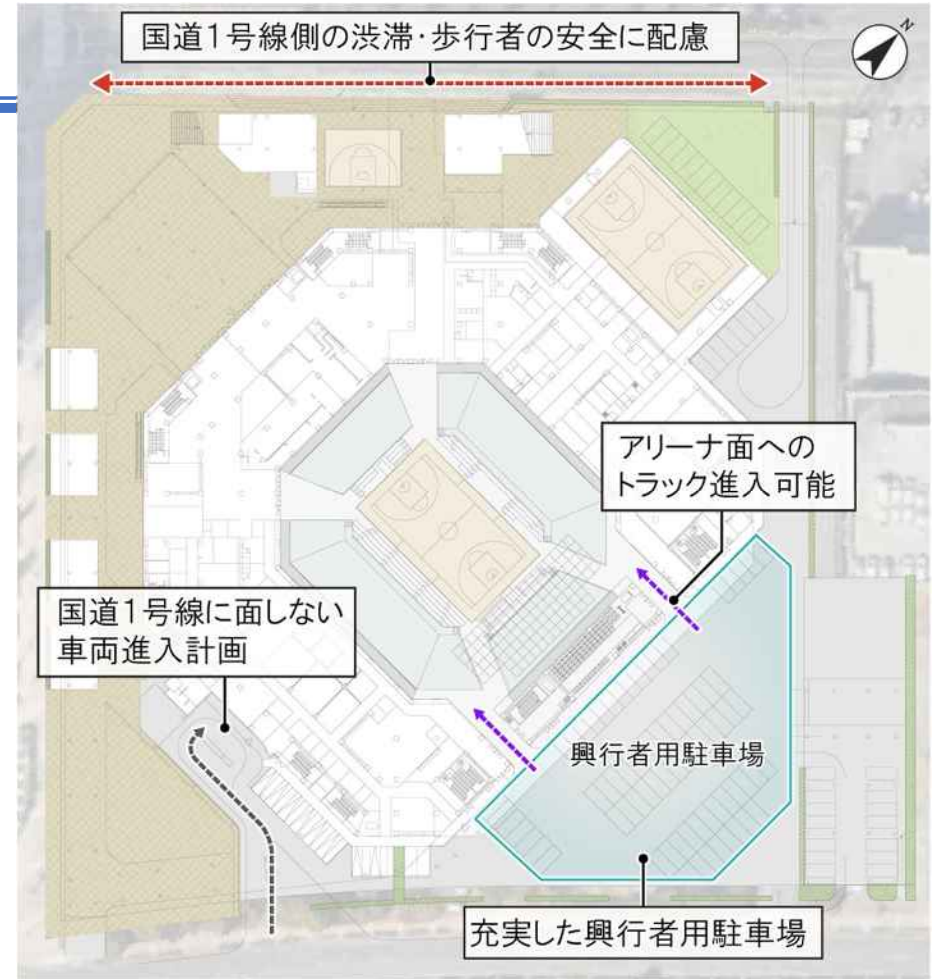 国道1号線側の渋滞・歩行者の安全に配慮
N
アリーナ面への
トラック進入可能
国道1号線に面しない
車両進入計画
興行者用駐車場
充実した興行者用駐車場